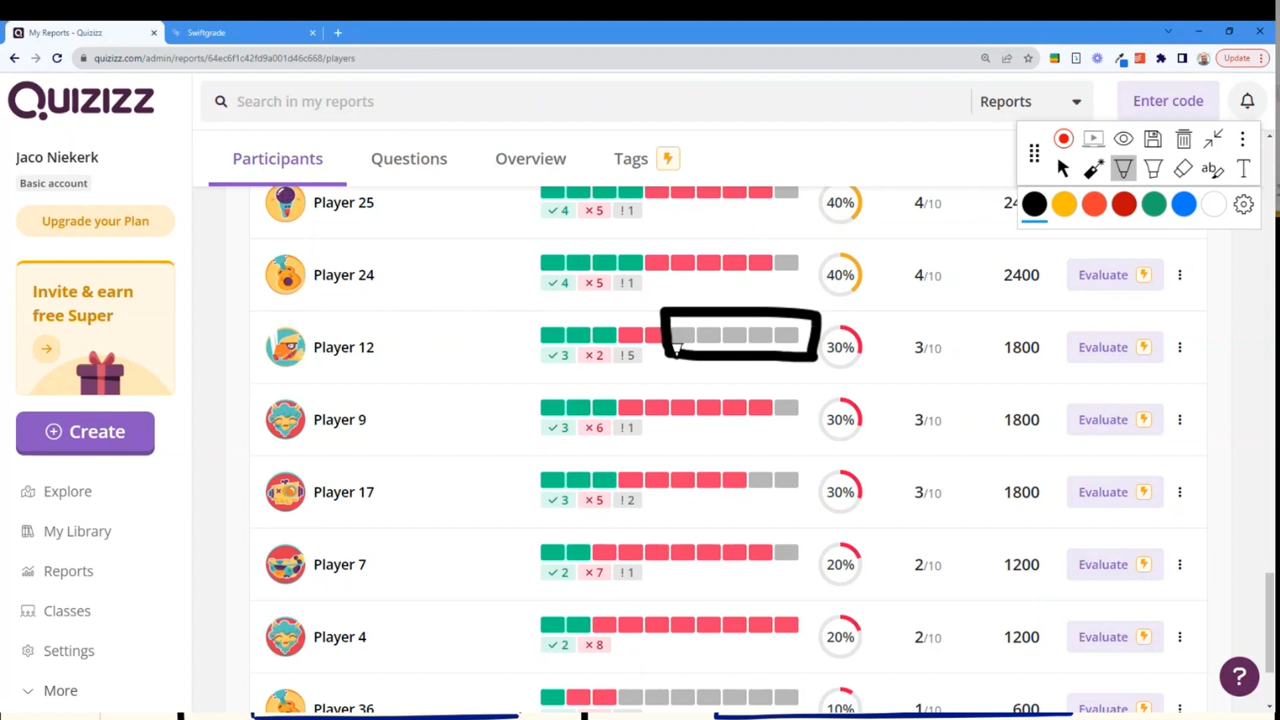 My Reports - Quizizz
Swiftgrade
quizizz.com/admin/reports/64ec6f1c42fd9a001d46c668/players
Update
QUIZIZZ
Search in my reports
Reports
Enter code
Jaco Niekerk
Basic account
Upgrade your Plan
Invite & earn
free Super
Create
Explore
My Library
Reports
Classes
Settings
More
Participants Questions Overview Tags
Player 25 ✓ 4 × 5 ! 1 40% 4/10
Player 24 ✓ 4 × 5 ! 1 40% 4/10 2400 Evaluate
Player 12 ✓ 3 × 2 ! 5 30% 3/10 1800 Evaluate
Player 9 ✓ 3 × 6 ! 1 30% 3/10 1800 Evaluate
Player 17 ✓ 3 × 5 ! 2 30% 3/10 1800 Evaluate
Player 7 ✓ 2 × 7 ! 1 20% 2/10 1200 Evaluate
Player 4 ✓ 2 × 8 20% 2/10 1200 Evaluate
Player 36 10% 1/10 600 Evaluate